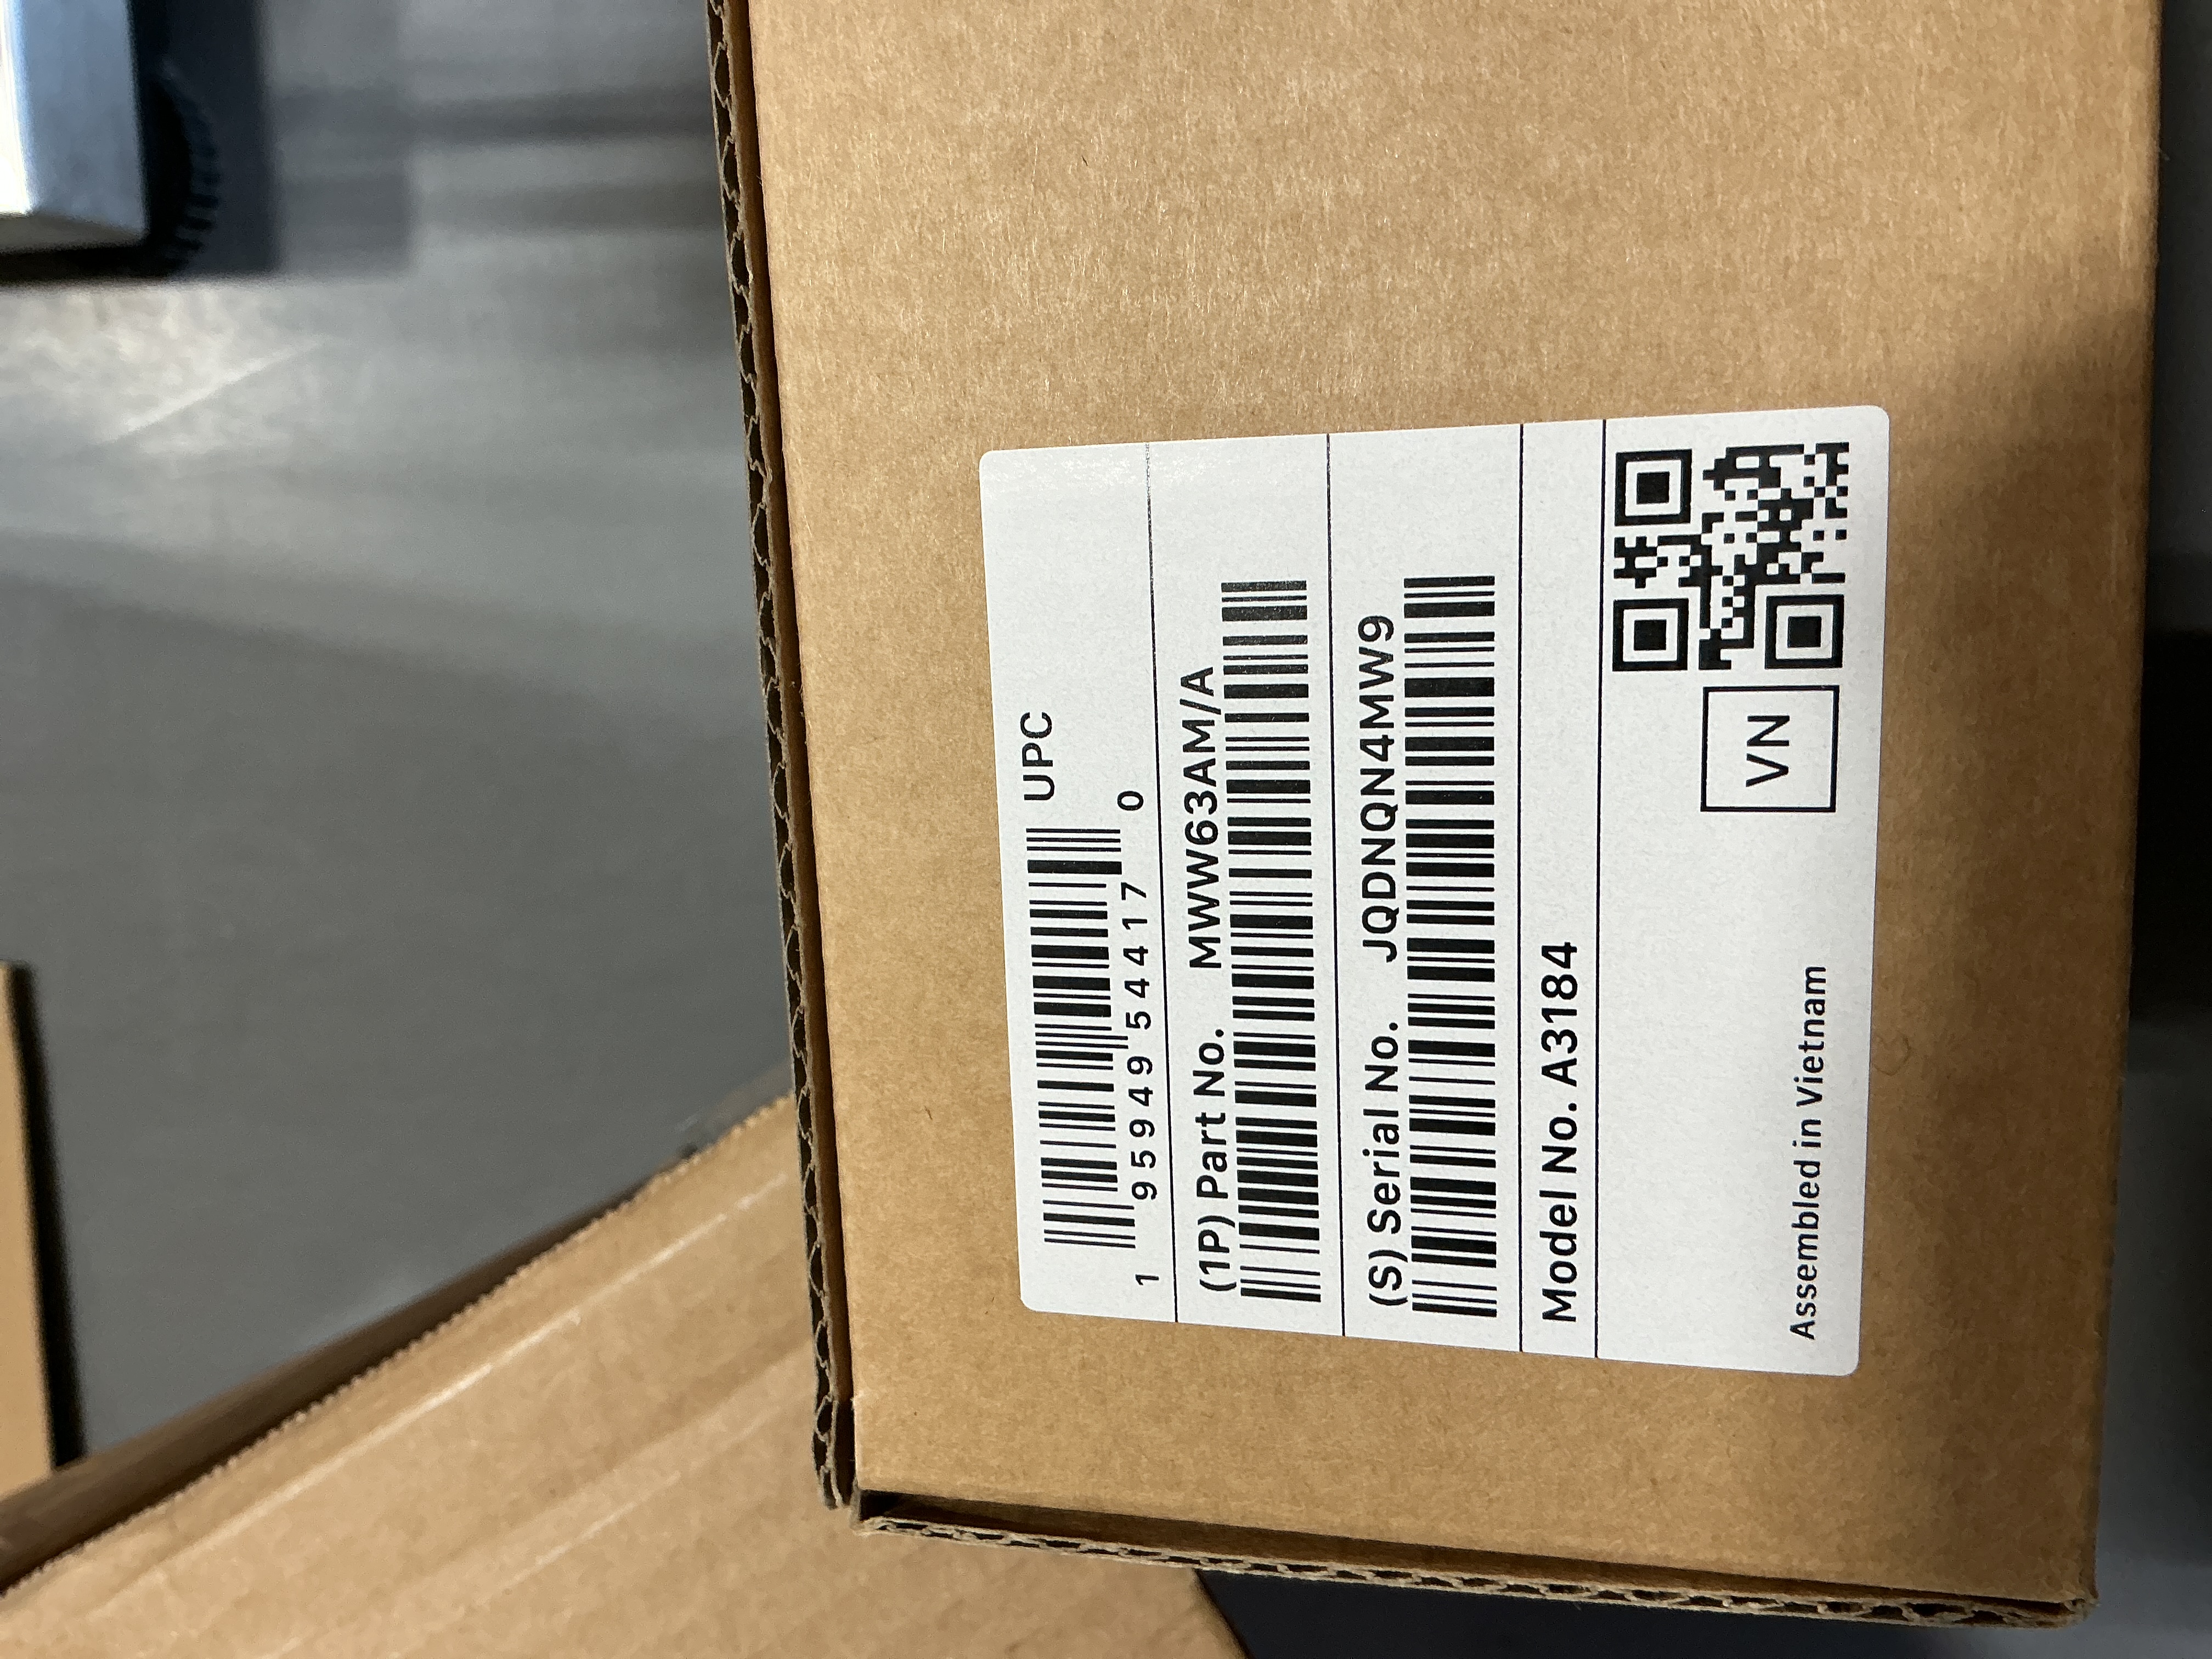 UPC
1 95949 54417 0
(1P) Part No. MWW63AM/A
(S) Serial No. JQDNQN4MW9
Model No. A3184
VN
Assembled in Vietnam